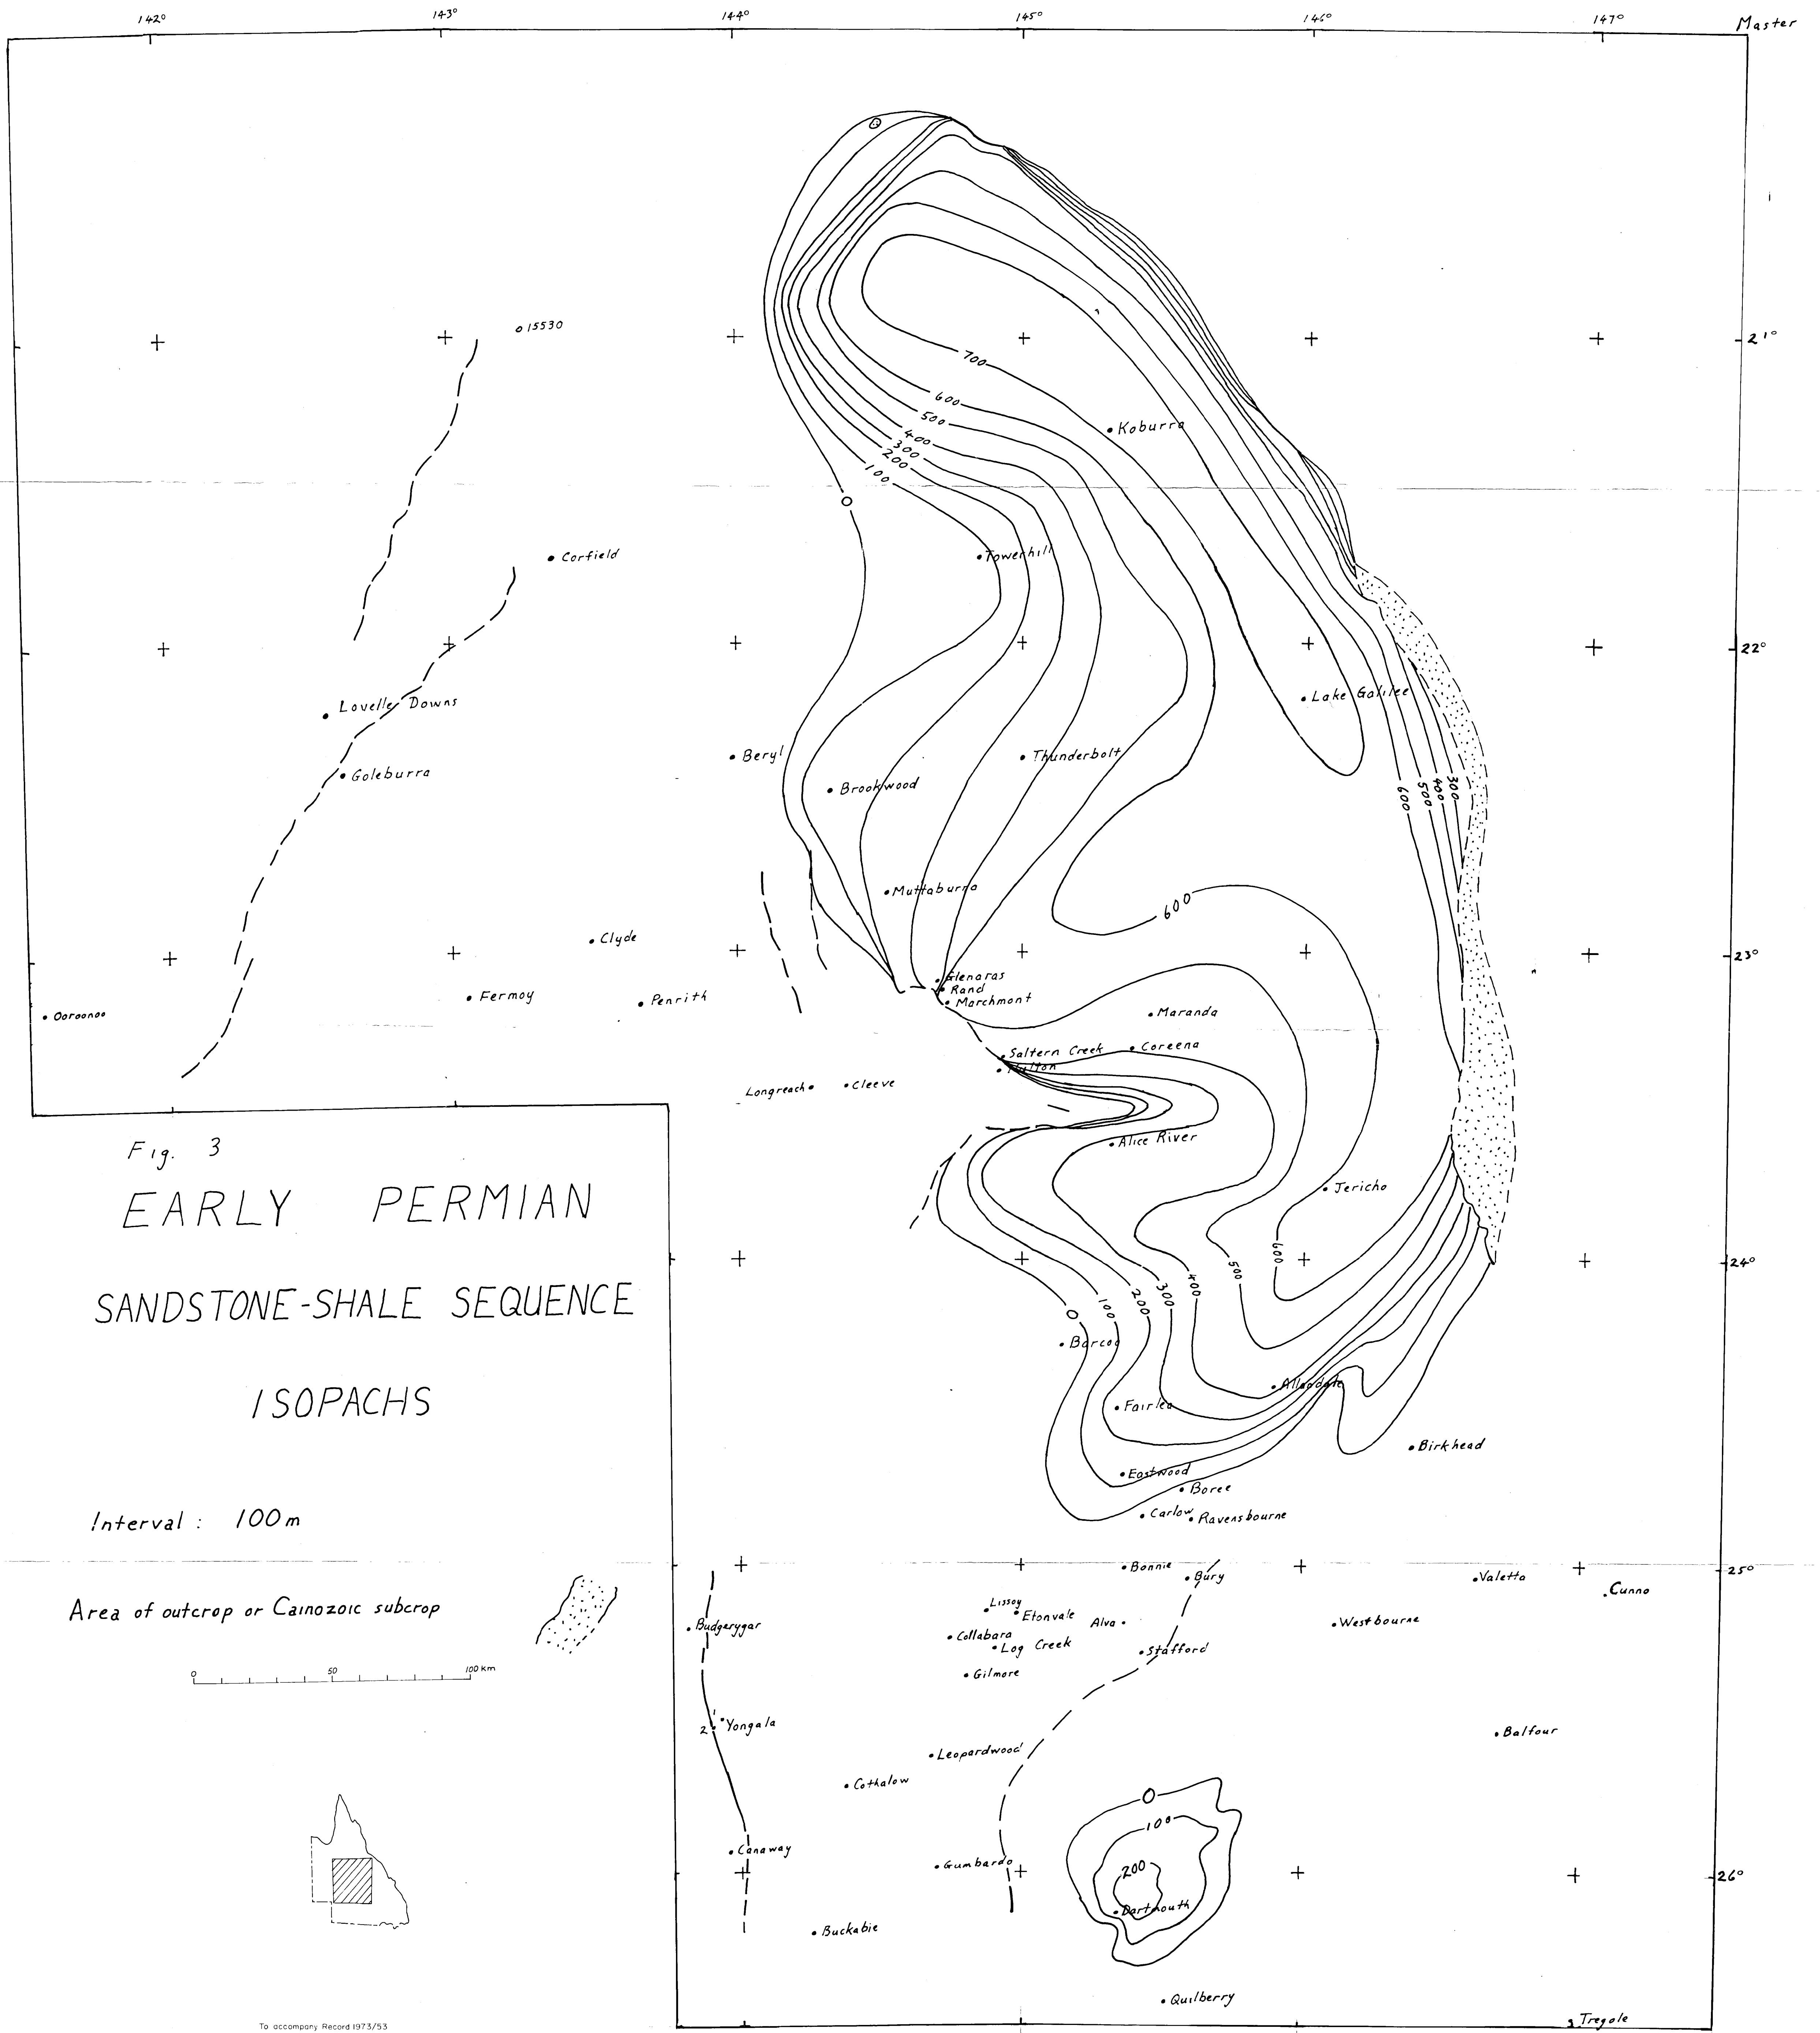 142° 143° 144° 145° 146° 147° Master
15530
21°
700
600
Koburra
500
400
300
200
100
0
Corfield
Towerhill
22°
Lovelle Downs
Lake Galilee
Beryl
Thunderbolt
Goleburra
Brookwood
600 500 400 300
Muttaburra
600
Clyde
23°
Glenaras
Rand
Fermoy
Penrith
Marchmont
Ooroonoo
Maranda
Saltern Creek
Coreena
Hulton
Longreach
Cleeve
Alice River
Fig. 3
Jericho
EARLY PERMIAN
24°
0 100 200 300 400 500 600
SANDSTONE-SHALE SEQUENCE
Barcoo
Allandale
ISOPACHS
Fairlea
Birkhead
Eastwood
Boree
Carlow
Ravensbourne
Interval : 100m
Bonnie
25°
Bury
Valetta
Cunno
Area of outcrop or Cainozoic subcrop
Lissoy
Etonvale
Alva
Westbourne
Budgerygar
Collabara
Log Creek
Stafford
0 50 100 km
Gilmore
1
2
Yongala
Balfour
Leopardwood
Cothalow
0
100
Canaway
Gumbardo
200
26°
Dartmouth
Buckabie
Quilberry
Tregole
To accompany Record 1973/53